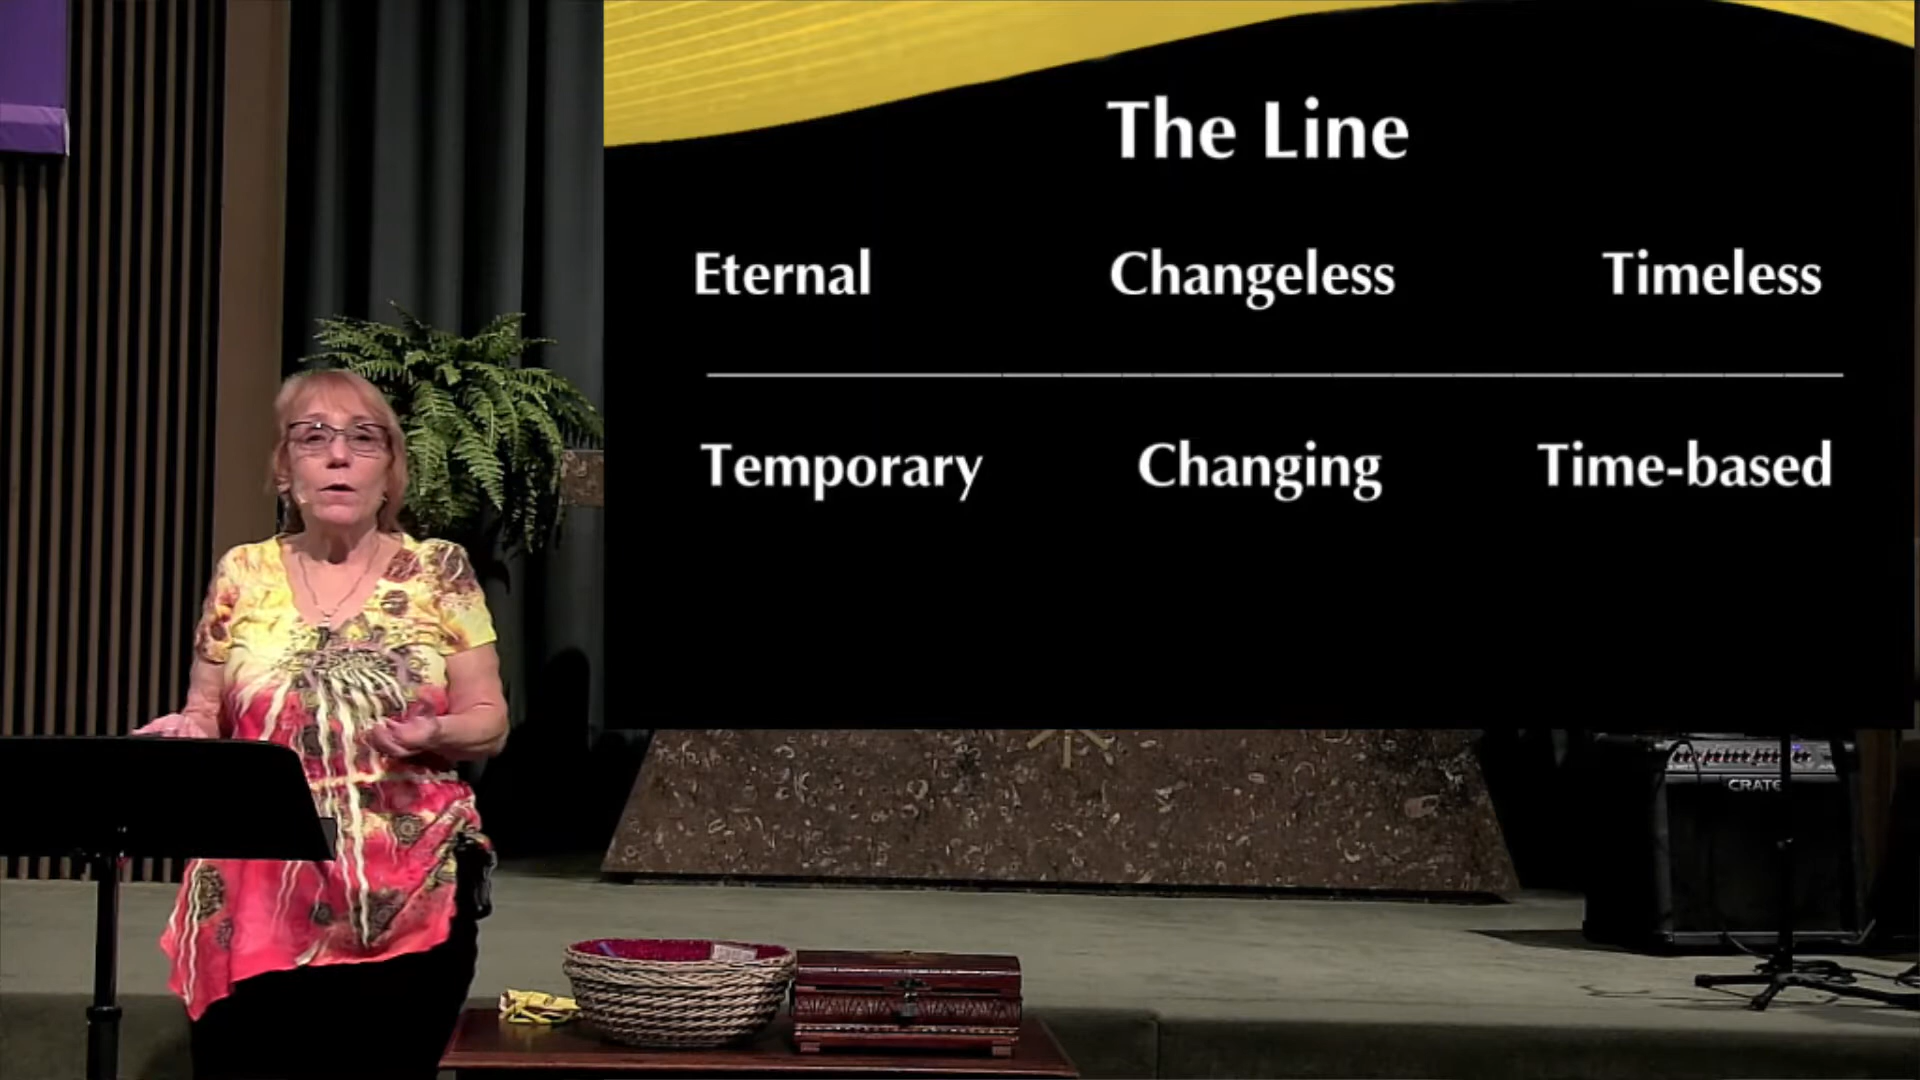 The Line
Eternal Changeless Timeless
Temporary Changing Time-based
CRATE